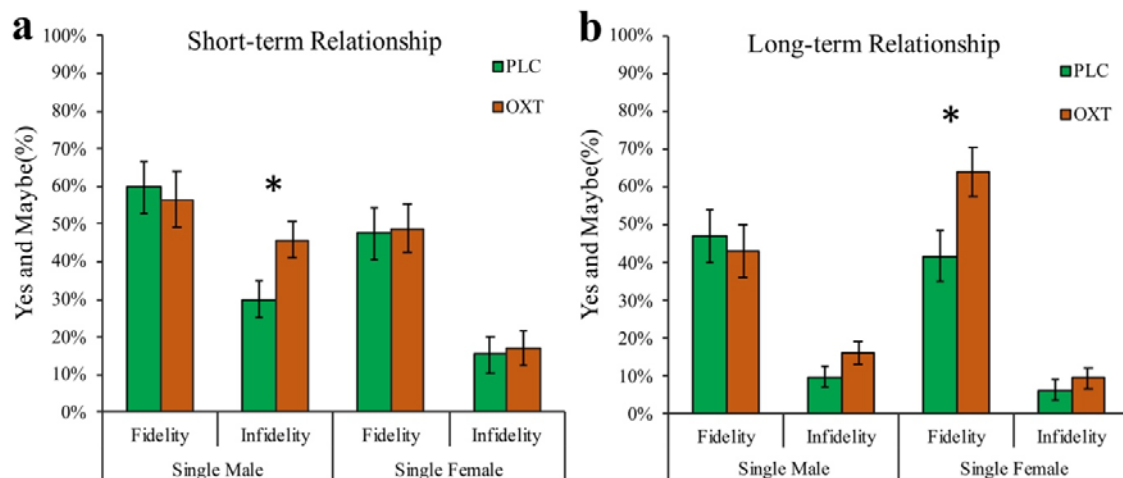 a
Short-term Relationship
PLC
OXT
Yes and Maybe(%)
100%
90%
80%
70%
60%
50%
40%
30%
20%
10%
0%
*
Fidelity Infidelity Fidelity Infidelity
Single Male Single Female
b
Long-term Relationship
PLC
OXT
Yes and Maybe(%)
100%
90%
80%
70%
60%
50%
40%
30%
20%
10%
0%
*
Fidelity Infidelity Fidelity Infidelity
Single Male Single Female